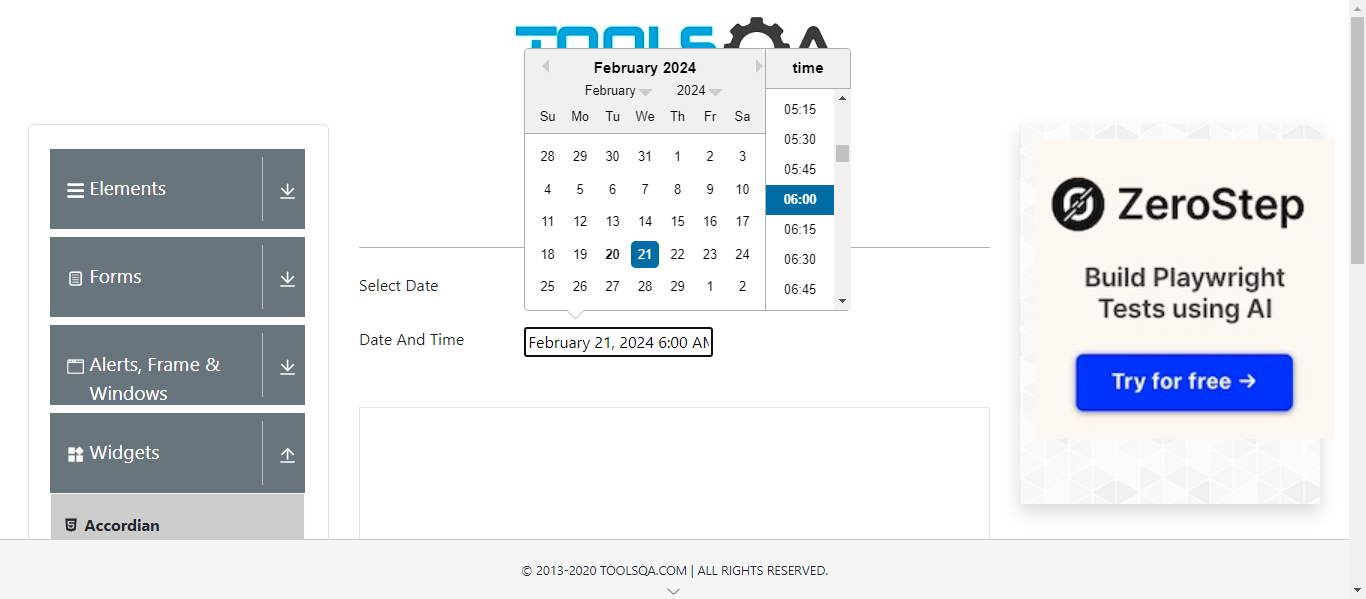 TOOLSQA
February 2024
February 2024
Su Mo Tu We Th Fr Sa
28 29 30 31 1 2 3
4 5 6 7 8 9 10
11 12 13 14 15 16 17
18 19 20 21 22 23 24
25 26 27 28 29 1 2
time
05:15
05:30
05:45
06:00
06:15
06:30
06:45
Elements
Forms
Alerts, Frame &
Windows
Widgets
Accordian
Select Date
Date And Time
February 21, 2024 6:00 AM
ZeroStep
Build Playwright
Tests using AI
Try for free →
© 2013-2020 TOOLSQA.COM | ALL RIGHTS RESERVED.